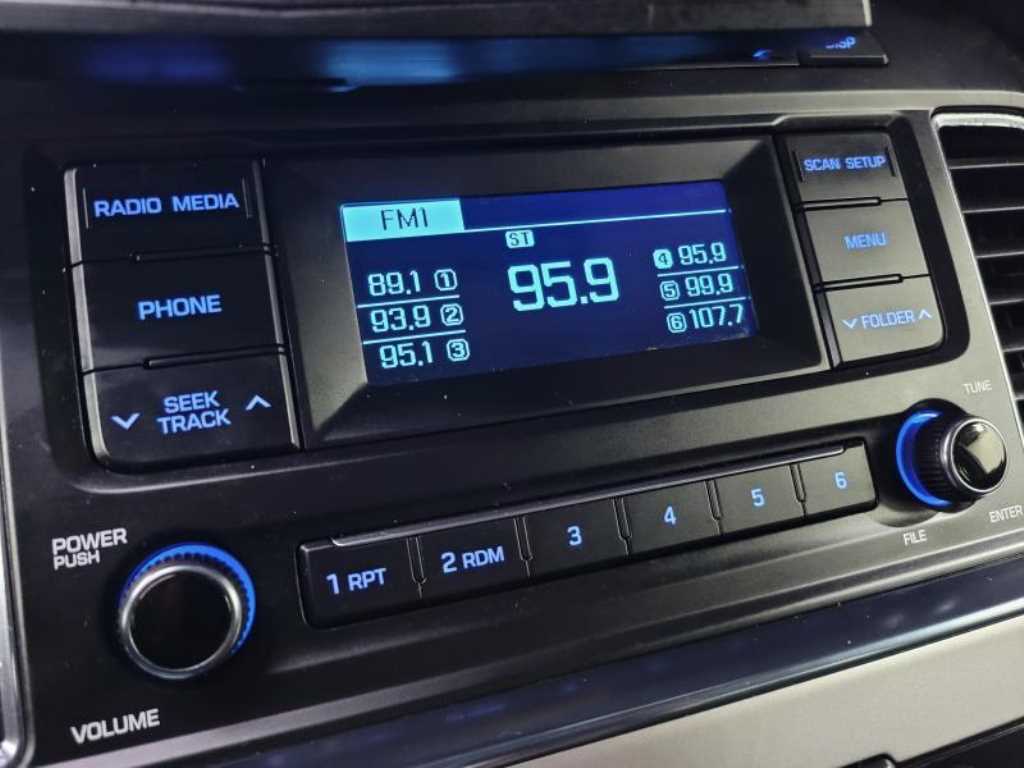 DISP
RADIO MEDIA
PHONE
SEEK
TRACK
FM1
ST
95.9
89.1 1
93.9 2
95.1 3
4 95.9
5 99.9
6 107.7
SCAN SETUP
MENU
FOLDER
TUNE
FILE
ENTER
POWER
PUSH
VOLUME
1 RPT
2 RDM
3
4
5
6